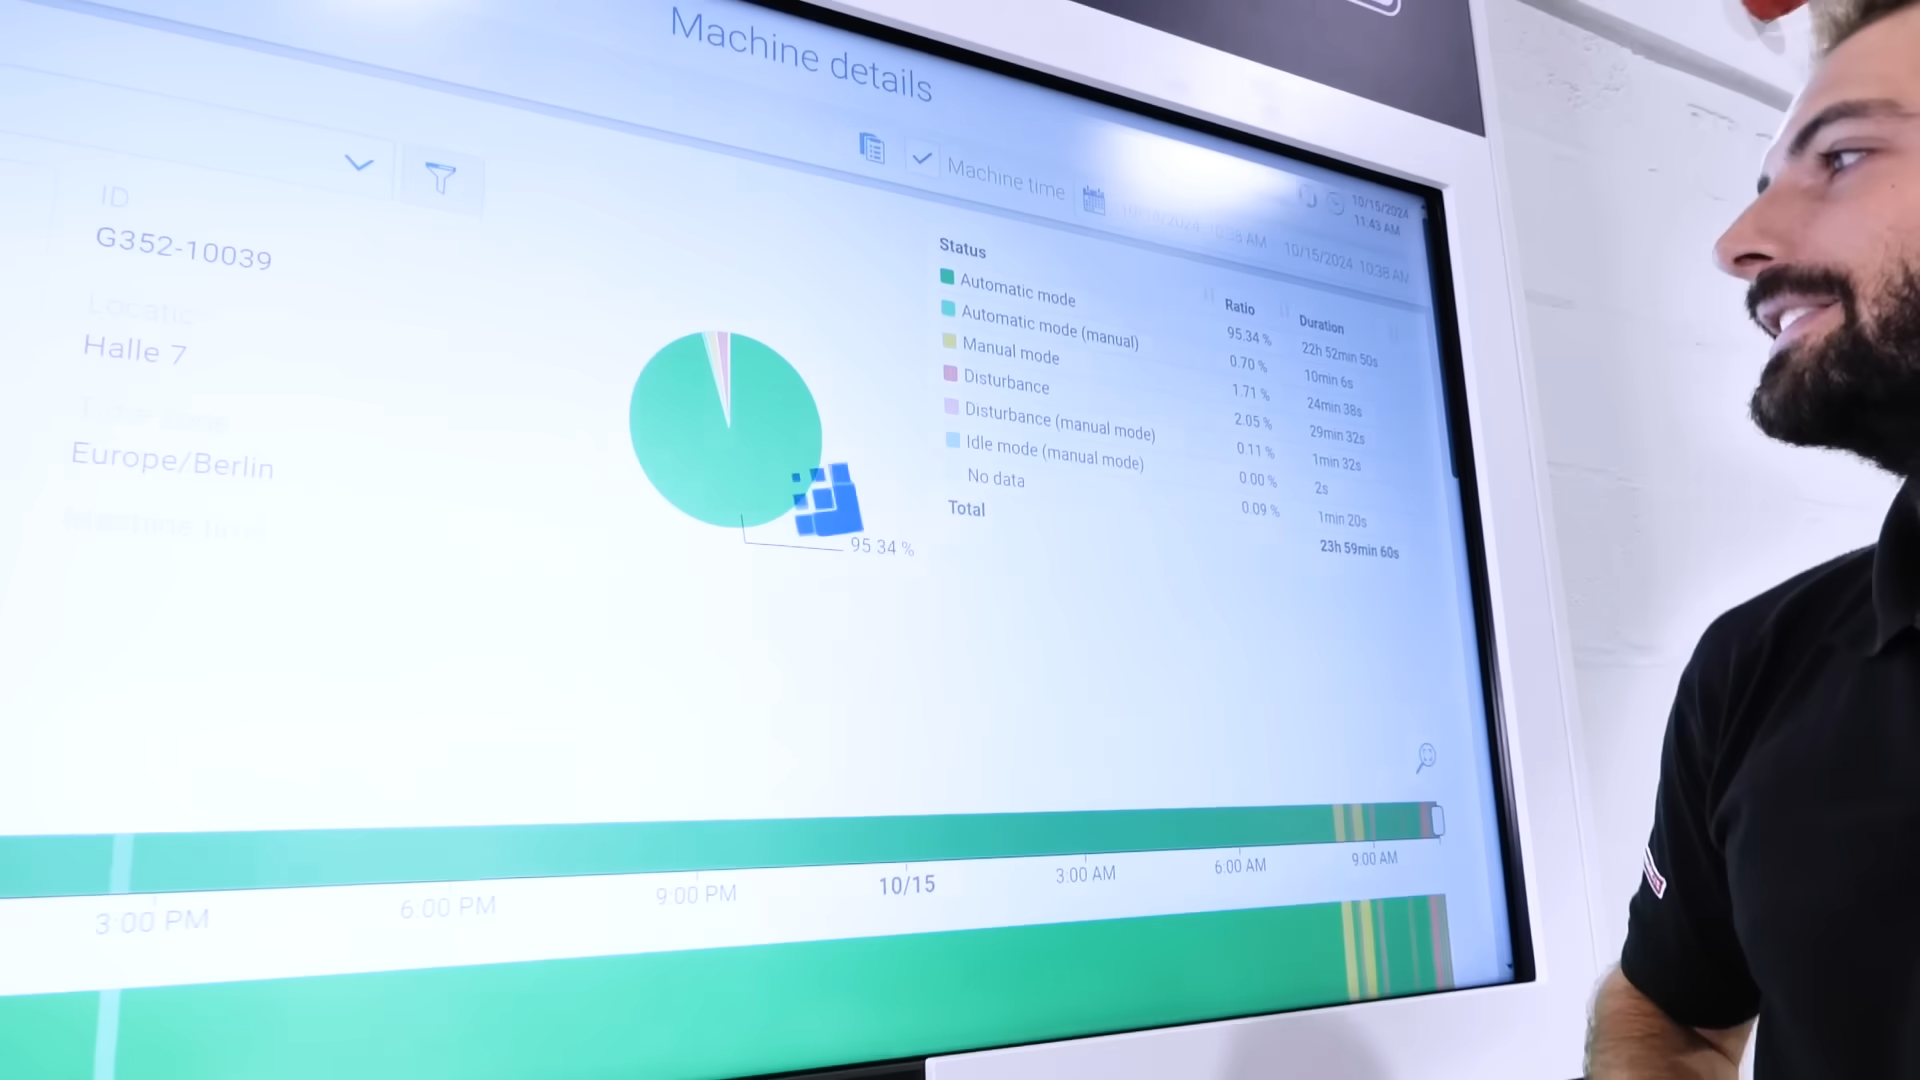 Machine details
Machine time
10/15/2024
11:43 AM
10:38 AM
10/15/2024 10:38 AM
ID
G352-10039
Location
Halle 7
Europe/Berlin
95.34 %
Status Ratio Duration
Automatic mode 95.34 % 22h 52min 50s
Automatic mode (manual) 0.70 % 10min 6s
Manual mode 1.71 % 24min 38s
Disturbance 2.05 % 29min 32s
Disturbance (manual mode) 0.11 % 1min 32s
Idle mode (manual mode) 0.00 % 2s
No data 0.09 % 1min 20s
Total 23h 59min 60s
3:00 PM 6:00 PM 9:00 PM 10/15 3:00 AM 6:00 AM 9:00 AM